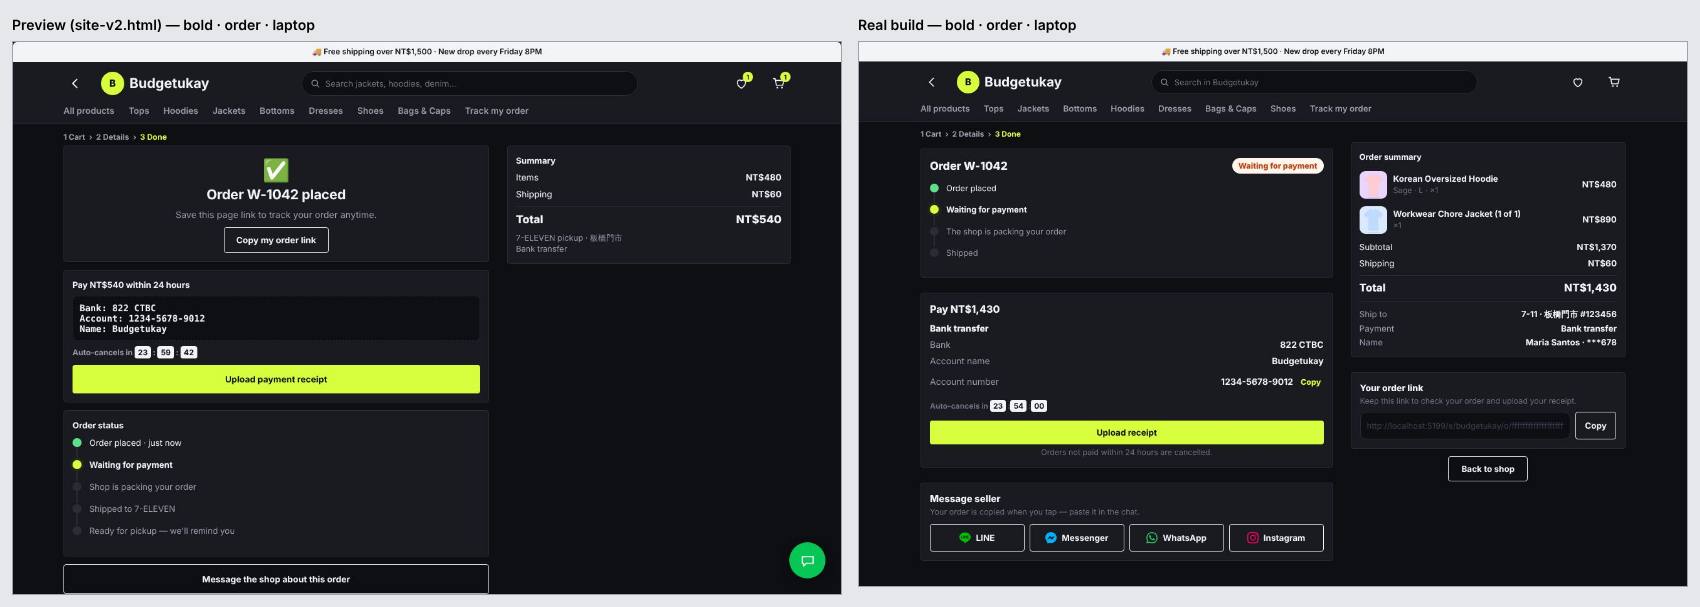 Preview (site-v2.html) — bold · order · laptop
🚚 Free shipping over NT$1,500 · New drop every Friday 8PM
B Budgetukay
Search jackets, hoodies, denim...
1 1
All products Tops Hoodies Jackets Bottoms Dresses Shoes Bags & Caps Track my order
1 Cart › 2 Details › 3 Done
Order W-1042 placed
Save this page link to track your order anytime.
Copy my order link
Pay NT$540 within 24 hours
Bank: 822 CTBC
Account: 1234-5678-9012
Name: Budgetukay
Auto-cancels in 23 : 59 : 42
Upload payment receipt
Order status
Order placed · just now
Waiting for payment
Shop is packing your order
Shipped to 7-ELEVEN
Ready for pickup — we'll remind you
Message the shop about this order
Summary
Items NT$480
Shipping NT$60
Total NT$540
7-ELEVEN pickup · 板橋門市
Bank transfer
Real build — bold · order · laptop
🚚 Free shipping over NT$1,500 · New drop every Friday 8PM
B Budgetukay
Search in Budgetukay
All products Tops Jackets Bottoms Hoodies Dresses Bags & Caps Shoes Track my order
1 Cart › 2 Details › 3 Done
Order W-1042 Waiting for payment
Order placed
Waiting for payment
The shop is packing your order
Shipped
Pay NT$1,430
Bank transfer
Bank 822 CTBC
Account name Budgetukay
Account number 1234-5678-9012 Copy
Auto-cancels in 23 : 54 : 00
Upload receipt
Orders not paid within 24 hours are cancelled.
Message seller
Your order is copied when you tap — paste it in the chat.
LINE Messenger WhatsApp Instagram
Order summary
Korean Oversized Hoodie NT$480
Sage · L · ×1
Workwear Chore Jacket (1 of 1) NT$890
×1
Subtotal NT$1,370
Shipping NT$60
Total NT$1,430
Ship to 7-11 · 板橋門市 #123456
Payment Bank transfer
Name Maria Santos · ***678
Your order link
Keep this link to check your order and upload your receipt.
Copy
Back to shop